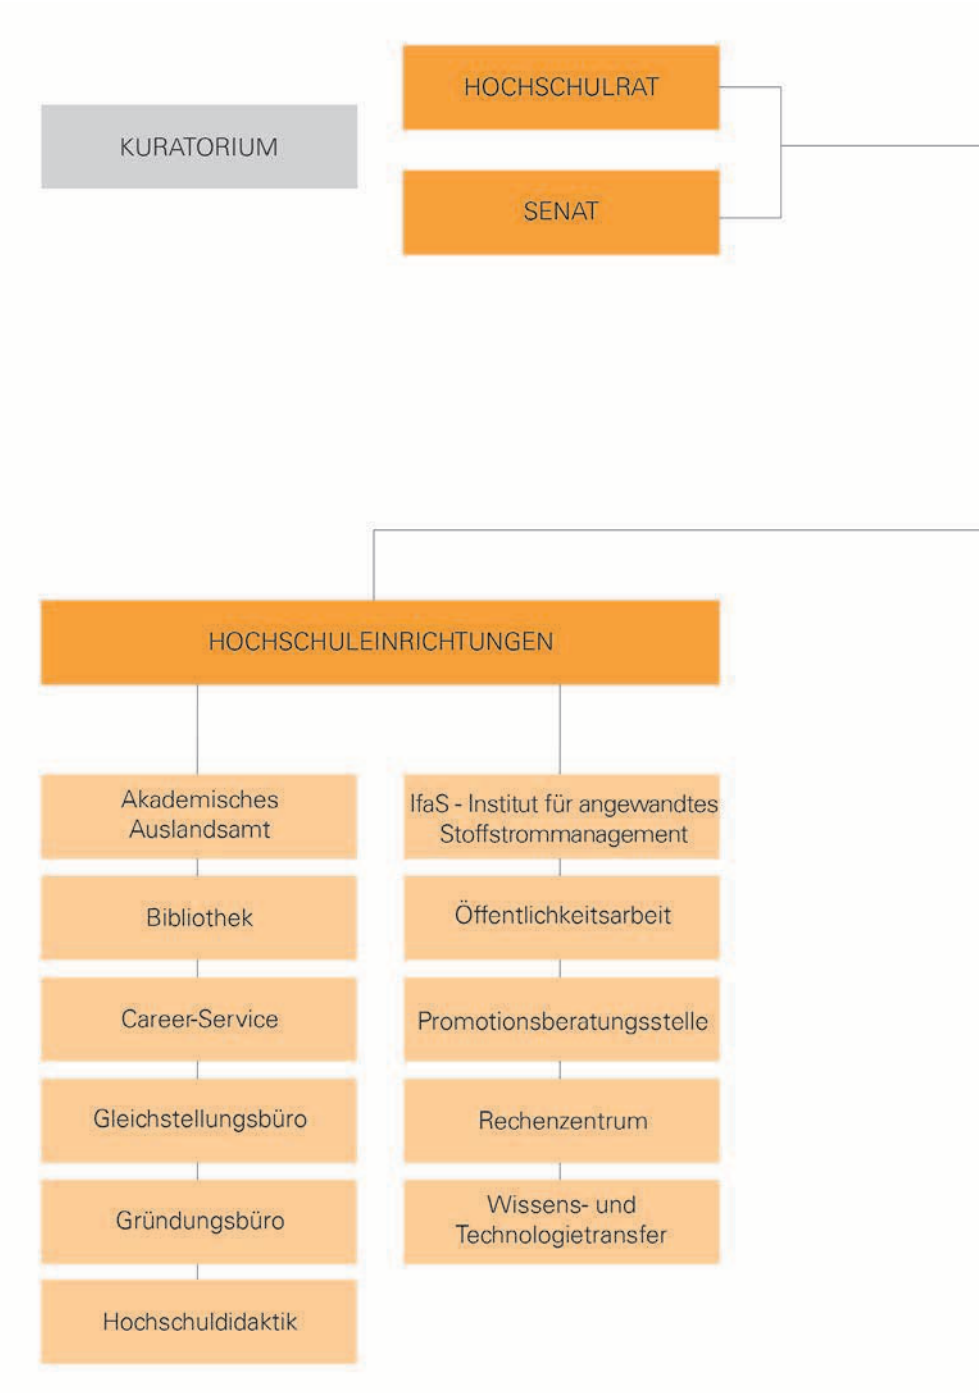 HOCHSCHULRAT
KURATORIUM
SENAT
HOCHSCHULEINRICHTUNGEN
Akademisches
Auslandsamt
Bibliothek
Career-Service
Gleichstellungsbüro
Gründungsbüro
Hochschuldidaktik
IfaS - Institut für angewandtes
Stoffstrommanagement
Öffentlichkeitsarbeit
Promotionsberatungsstelle
Rechenzentrum
Wissens- und
Technologietransfer